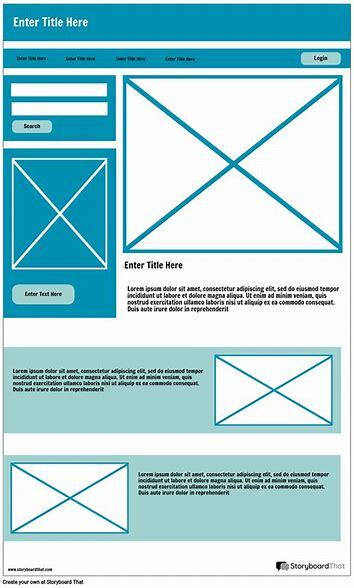 Enter Title Here
Enter Title Here
Enter Title Here
Enter Title Here
Enter Title Here
Login
Search
Enter Text Here
Enter Title Here
Lorem ipsum dolor sit amet, consectetur adipiscing elit, sed do eiusmod tempor
incididunt ut labore et dolore magna aliqua. Ut enim ad minim veniam, quis
nostrud exercitation ullamco laboris nisi ut aliquip ex ea commodo consequat.
Duis aute irure dolor in reprehenderit
Lorem ipsum dolor sit amet, consectetur adipiscing elit, sed do eiusmod tempor
incididunt ut labore et dolore magna aliqua. Ut enim ad minim veniam, quis
nostrud exercitation ullamco laboris nisi ut aliquip ex ea commodo consequat.
Duis aute irure dolor in reprehenderit
Lorem ipsum dolor sit amet, consectetur adipiscing elit, sed do eiusmod tempor
incididunt ut labore et dolore magna aliqua. Ut enim ad minim veniam, quis
nostrud exercitation ullamco laboris nisi ut aliquip ex ea commodo consequat.
Duis aute irure dolor in reprehenderit
www.storyboardthat.com
StoryboardThat
Create your own at Storyboard That